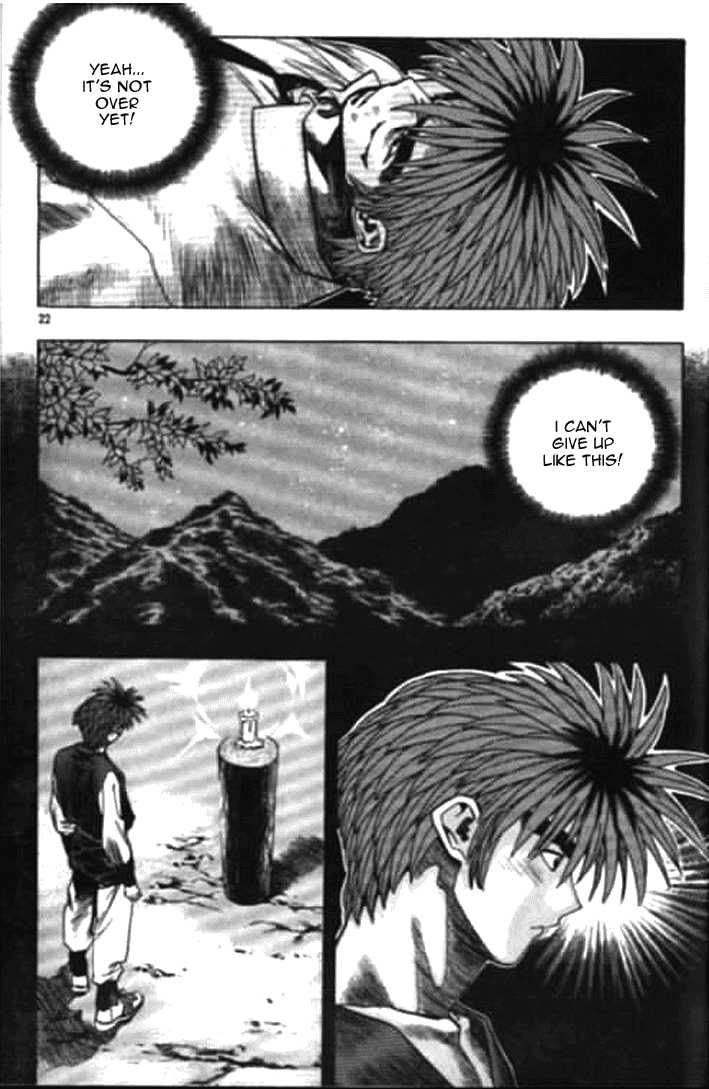 YEAH...
IT'S NOT
OVER
YET!
22
I CAN'T
GIVE UP
LIKE THIS!